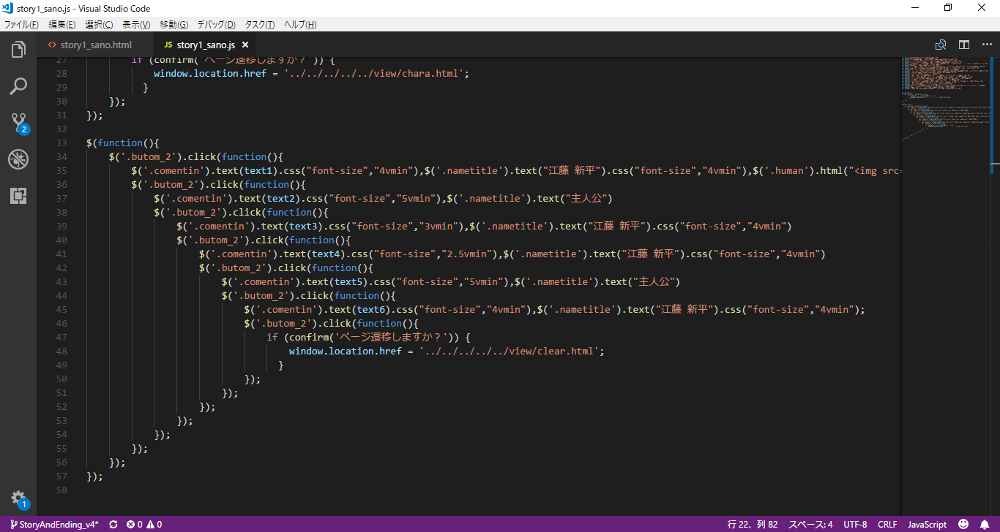 story1_sano.js - Visual Studio Code
ファイル(F) 編集(E) 選択(C) 表示(V) 移動(G) デバッグ(D) タスク(T) ヘルプ(H)
<> story1_sano.html JS story1_sano.js ×
27 if (confirm('ページ遷移しますか？')) {
28 window.location.href = '../../../../../view/chara.html';
29 }
30 });
31 });
32
33 $(function(){
34 $('.butom_2').click(function(){
35 $('.comentin').text(text1).css("font-size","4vmin"),$('.nametitle').text("江藤 新平").css("font-size","4vmin"),$('.human').html("<img src=
36 $('.butom_2').click(function(){
37 $('.comentin').text(text2).css("font-size","5vmin"),$('.nametitle').text("主人公")
38 $('.butom_2').click(function(){
39 $('.comentin').text(text3).css("font-size","3vmin"),$('.nametitle').text("江藤 新平").css("font-size","4vmin")
40 $('.butom_2').click(function(){
41 $('.comentin').text(text4).css("font-size","2.5vmin"),$('.nametitle').text("江藤 新平").css("font-size","4vmin")
42 $('.butom_2').click(function(){
43 $('.comentin').text(text5).css("font-size","5vmin"),$('.nametitle').text("主人公")
44 $('.butom_2').click(function(){
45 $('.comentin').text(text6).css("font-size","4vmin"),$('.nametitle').text("江藤 新平").css("font-size","4vmin");
46 $('.butom_2').click(function(){
47 if (confirm('ページ遷移しますか？')) {
48 window.location.href = '../../../../../view/clear.html';
49 }
50 });
51 });
52 });
53 });
54 });
55 });
56 });
57 });
58
2
1
StoryAndEnding_v4* 0 0 行 22、列 82 スペース: 4 UTF-8 CRLF JavaScript